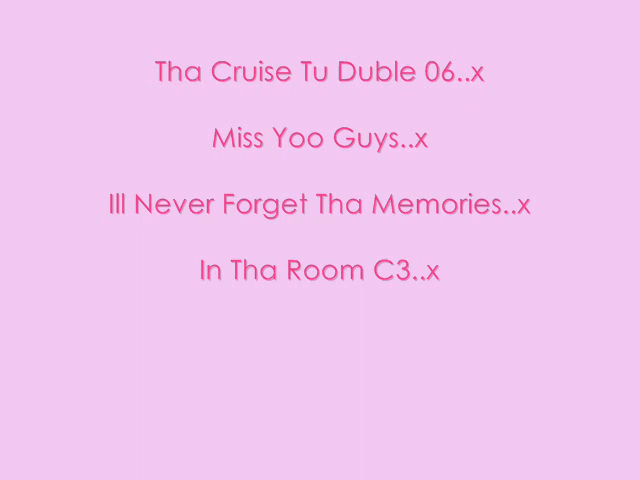 Tha Cruise Tu Duble 06..x
Miss Yoo Guys..x
Ill Never Forget Tha Memories..x
In Tha Room C3..x